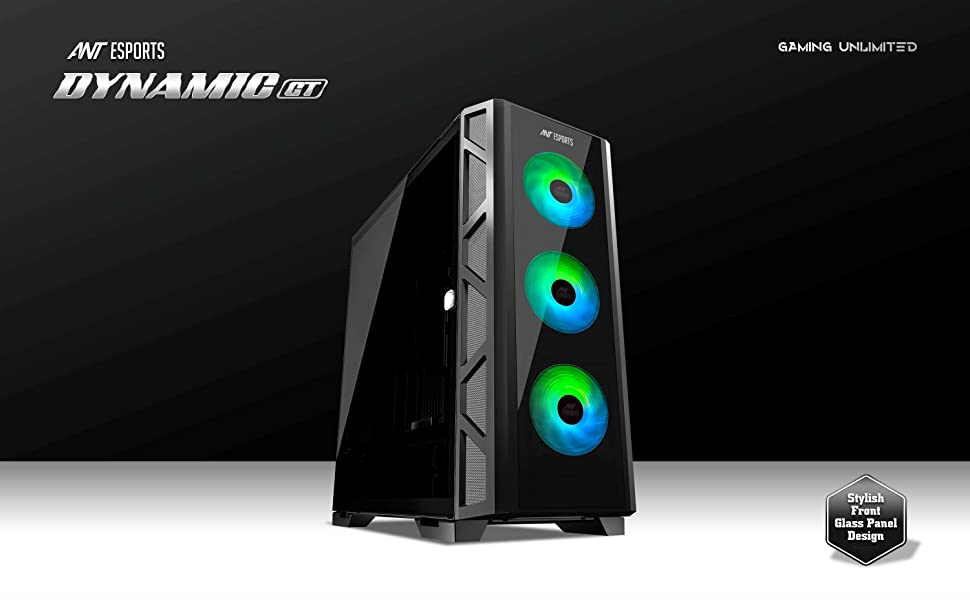 ANT ESPORTS
DYNAMIC GT
GAMING UNLIMITED
ANT ESPORTS
Stylish
Front
Glass Panel
Design